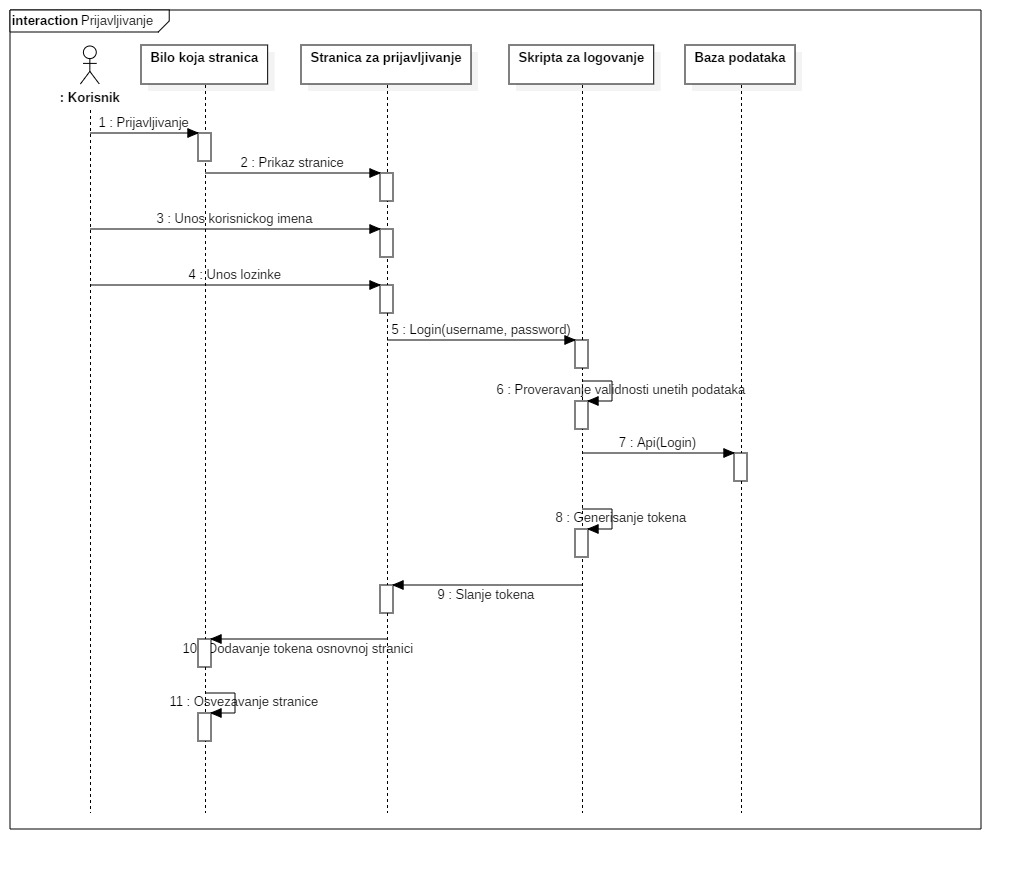 interaction Prijavljivanje
Bilo koja stranica
Stranica za prijavljivanje
Skripta za logovanje
Baza podataka
: Korisnik
1 : Prijavljivanje
2 : Prikaz stranice
3 : Unos korisnickog imena
4 : Unos lozinke
5 : Login(username, password)
6 : Proveravanje validnosti unetih podataka
7 : Api(Login)
8 : Generisanje tokena
9 : Slanje tokena
10 : Dodavanje tokena osnovnoj stranici
11 : Osvezavanje stranice